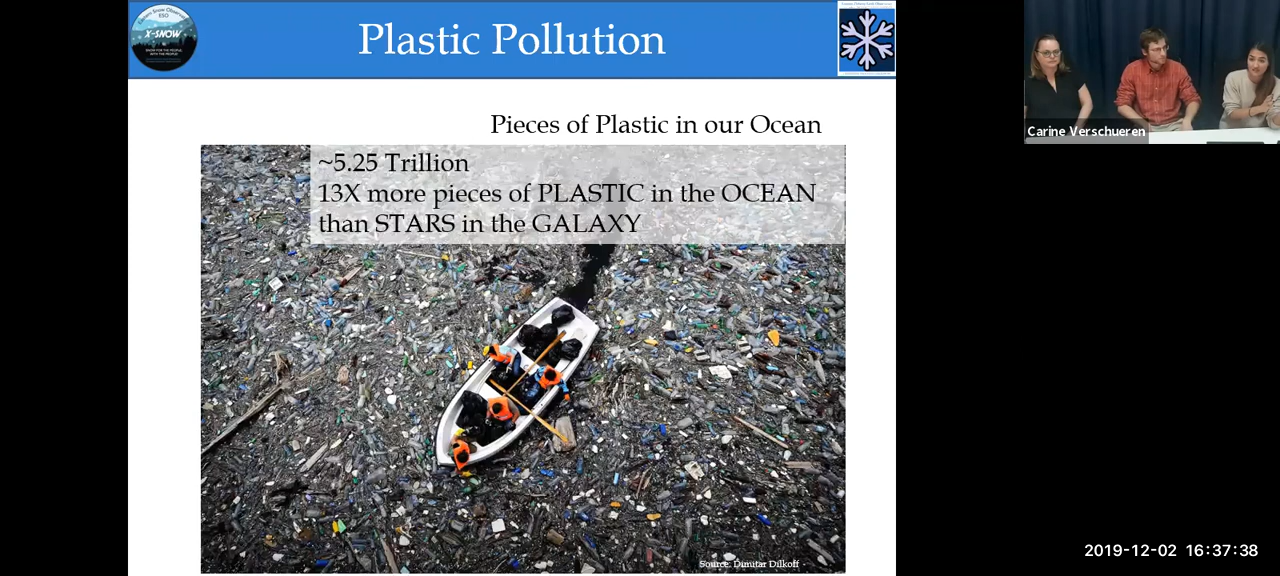 X-SNOW
Plastic Pollution
Pieces of Plastic in our Ocean
~5.25 Trillion
13X more pieces of PLASTIC in the OCEAN
than STARS in the GALAXY
Source: Dimitar Dilkoff -
Carine Verschueren
2019-12-02 16:37:38